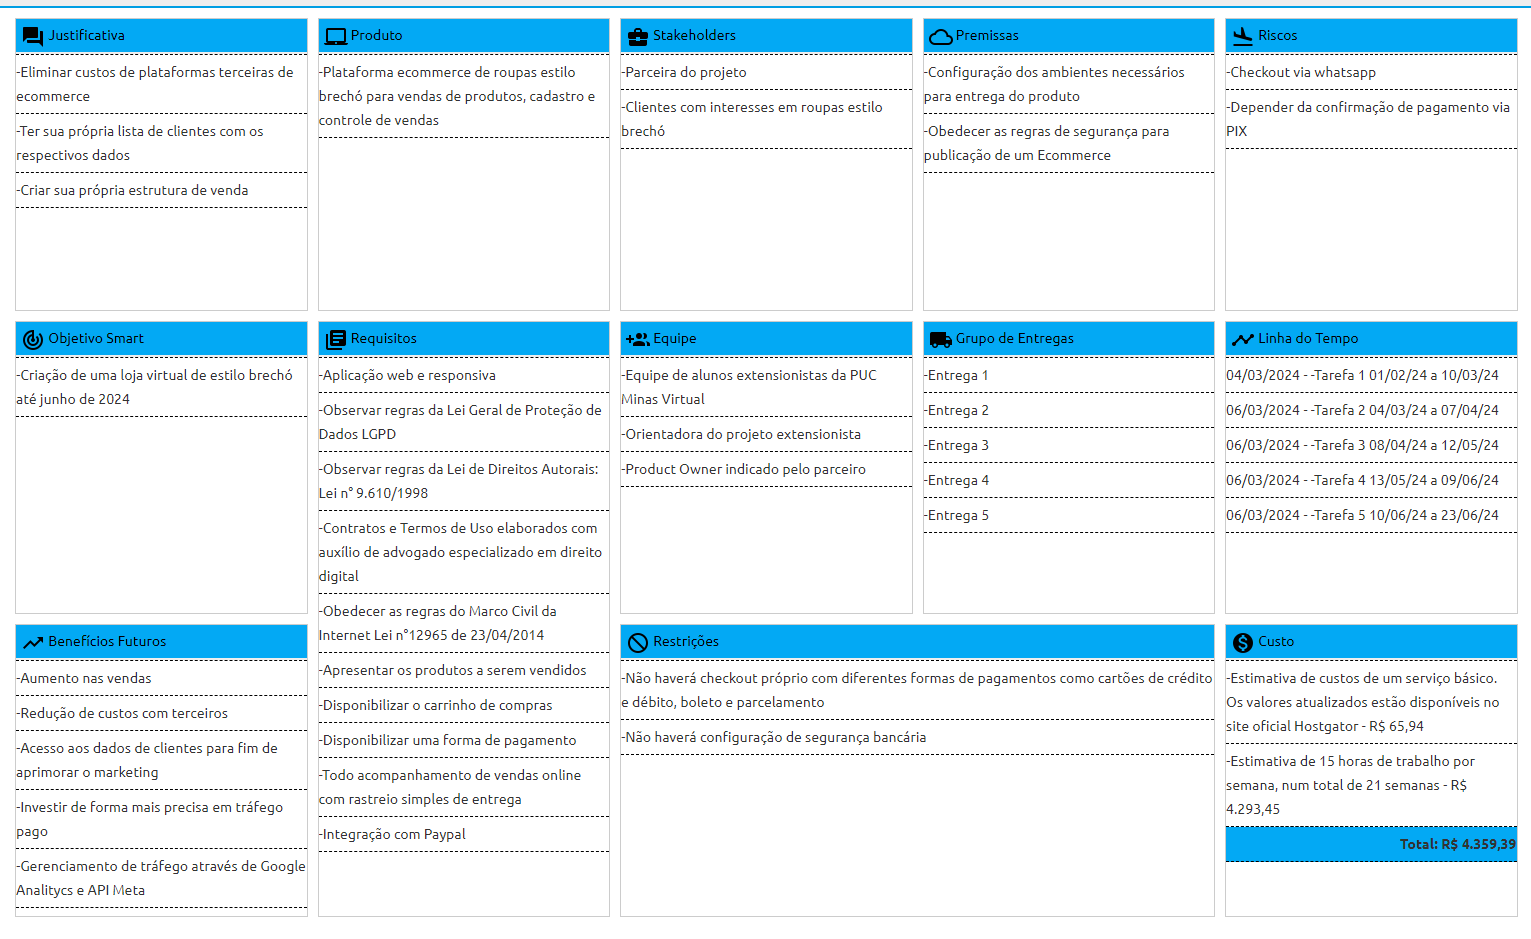 Justificativa
-Eliminar custos de plataformas terceiras de
ecommerce
-Ter sua própria lista de clientes com os
respectivos dados
-Criar sua própria estrutura de venda
Produto
-Plataforma ecommerce de roupas estilo
brechó para vendas de produtos, cadastro e
controle de vendas
Stakeholders
-Parceira do projeto
-Clientes com interesses em roupas estilo
brechó
Premissas
-Configuração dos ambientes necessários
para entrega do produto
-Obedecer as regras de segurança para
publicação de um Ecommerce
Riscos
-Checkout via whatsapp
-Depender da confirmação de pagamento via
PIX
Objetivo Smart
-Criação de uma loja virtual de estilo brechó
até junho de 2024
Requisitos
-Aplicação web e responsiva
-Observar regras da Lei Geral de Proteção de
Dados LGPD
-Observar regras da Lei de Direitos Autorais:
Lei n° 9.610/1998
-Contratos e Termos de Uso elaborados com
auxílio de advogado especializado em direito
digital
-Obedecer as regras do Marco Civil da
Internet Lei n°12965 de 23/04/2014
-Apresentar os produtos a serem vendidos
-Disponibilizar o carrinho de compras
-Disponibilizar uma forma de pagamento
-Todo acompanhamento de vendas online
com rastreio simples de entrega
-Integração com Paypal
Equipe
-Equipe de alunos extensionistas da PUC
Minas Virtual
-Orientadora do projeto extensionista
-Product Owner indicado pelo parceiro
Grupo de Entregas
-Entrega 1
-Entrega 2
-Entrega 3
-Entrega 4
-Entrega 5
Linha do Tempo
04/03/2024 - -Tarefa 1 01/02/24 a 10/03/24
06/03/2024 - -Tarefa 2 04/03/24 a 07/04/24
06/03/2024 - -Tarefa 3 08/04/24 a 12/05/24
06/03/2024 - -Tarefa 4 13/05/24 a 09/06/24
06/03/2024 - -Tarefa 5 10/06/24 a 23/06/24
Benefícios Futuros
-Aumento nas vendas
-Redução de custos com terceiros
-Acesso aos dados de clientes para fim de
aprimorar o marketing
-Investir de forma mais precisa em tráfego
pago
-Gerenciamento de tráfego através de Google
Analitycs e API Meta
Restrições
-Não haverá checkout próprio com diferentes formas de pagamentos como cartões de crédito
e débito, boleto e parcelamento
-Não haverá configuração de segurança bancária
Custo
-Estimativa de custos de um serviço básico.
Os valores atualizados estão disponíveis no
site oficial Hostgator - R$ 65,94
-Estimativa de 15 horas de trabalho por
semana, num total de 21 semanas - R$
4.293,45
Total: R$ 4.359,39